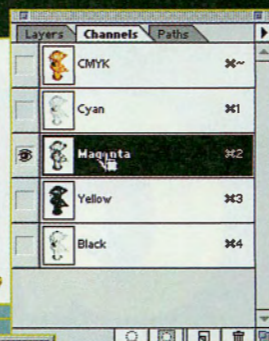 Layers Channels Paths
CMYK ⌘~
Cyan ⌘1
Magenta ⌘2
Yellow ⌘3
Black ⌘4